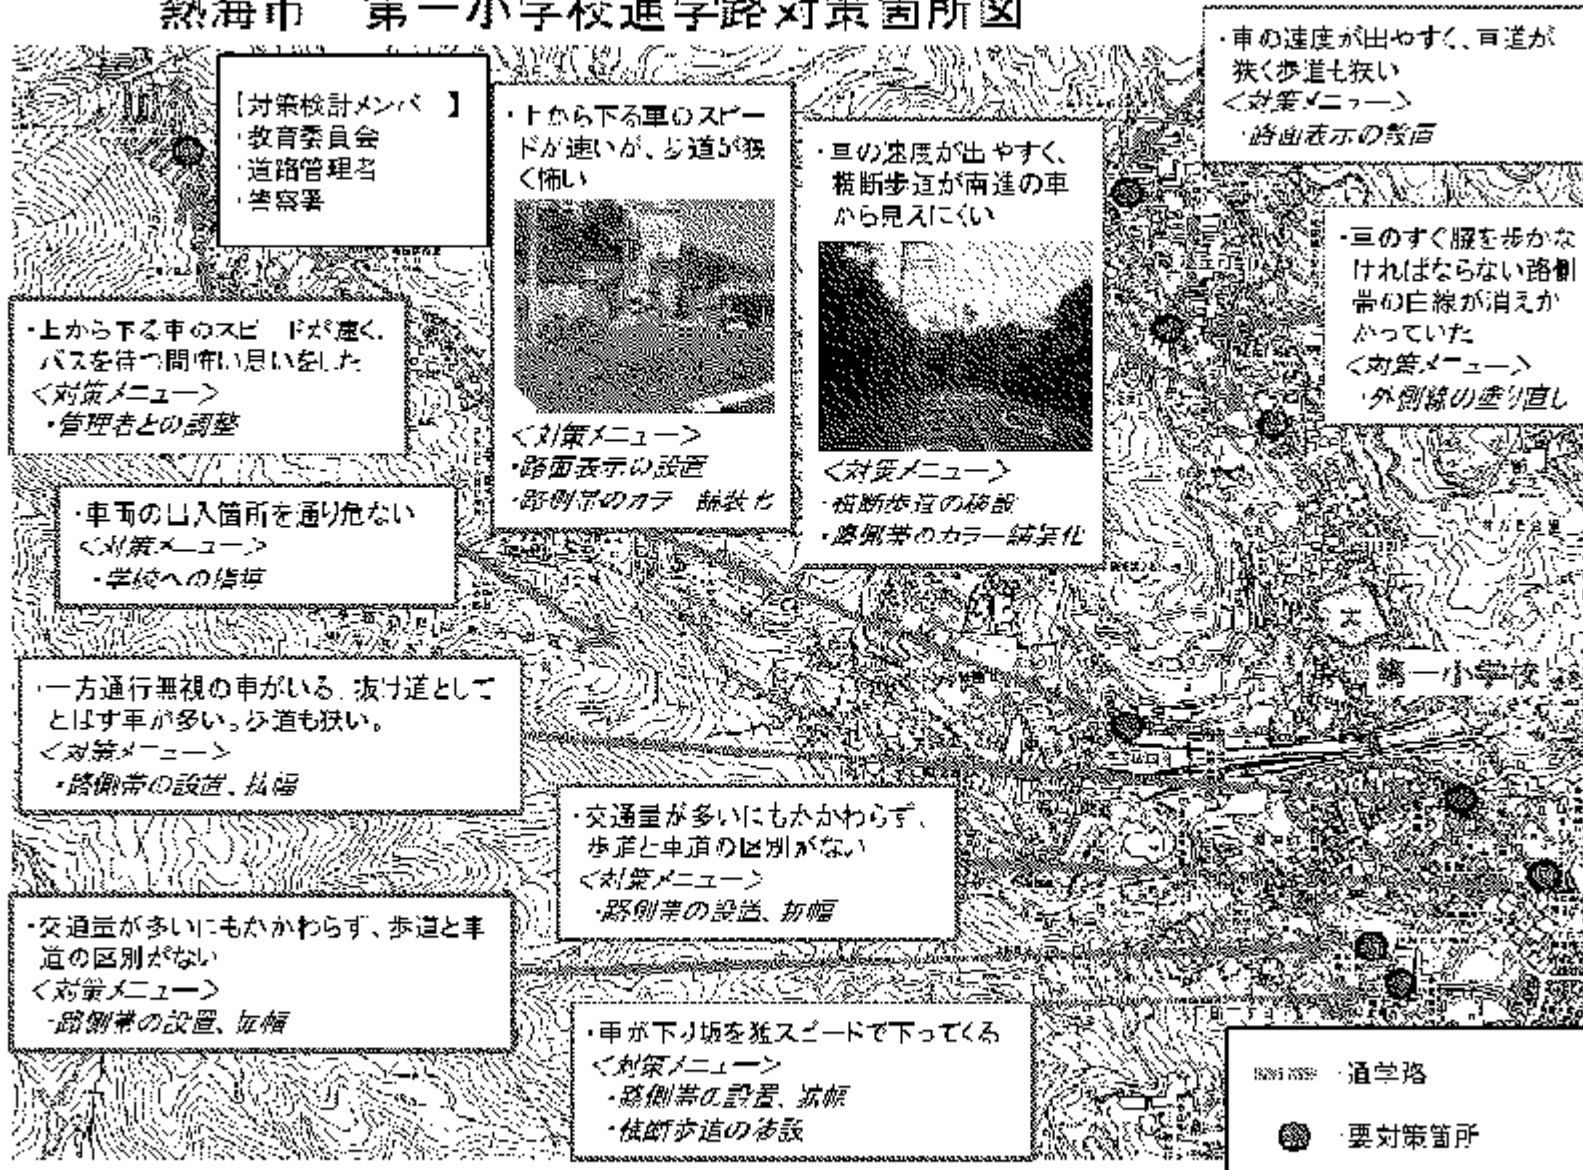 熱海市 第一小学校通学路対策箇所図
【対策検討メンバー】
・教育委員会
・道路管理者
・警察署
・上から下る車のスピー
ドが速いが、歩道が狭
く怖い
<対策メニュー>
・路面表示の設置
・路側帯のカラー舗装化
・車の速度が出やすく、
横断歩道が南進の車
から見えにくい
<対策メニュー>
・横断歩道の移設
・路側帯のカラー舗装化
・車の速度が出やすく、車道が
狭く歩道も狭い
<対策メニュー>
・路面表示の設置
・車のすぐ脇を歩かな
ければならない路側
帯の白線が消えか
かっていた
<対策メニュー>
・外側線の塗り直し
・上から下る車のスピードが速く、
バスを待つ間怖い思いをした
<対策メニュー>
・管理者との調整
・車両の出入箇所を通り危ない
<対策メニュー>
・学校への指導
・一方通行無視の車がいる、抜け道として
とばす車が多い。歩道も狭い。
<対策メニュー>
・路側帯の設置、拡幅
・交通量が多いにもかかわらず、
歩道と車道の区別がない
<対策メニュー>
・路側帯の設置、拡幅
・交通量が多いにもかかわらず、歩道と車
道の区別がない
<対策メニュー>
・路側帯の設置、拡幅
・車が下り坂を猛スピードで下ってくる
<対策メニュー>
・路側帯の設置、拡幅
・横断歩道の移設
第一小学校
通学路
要対策箇所